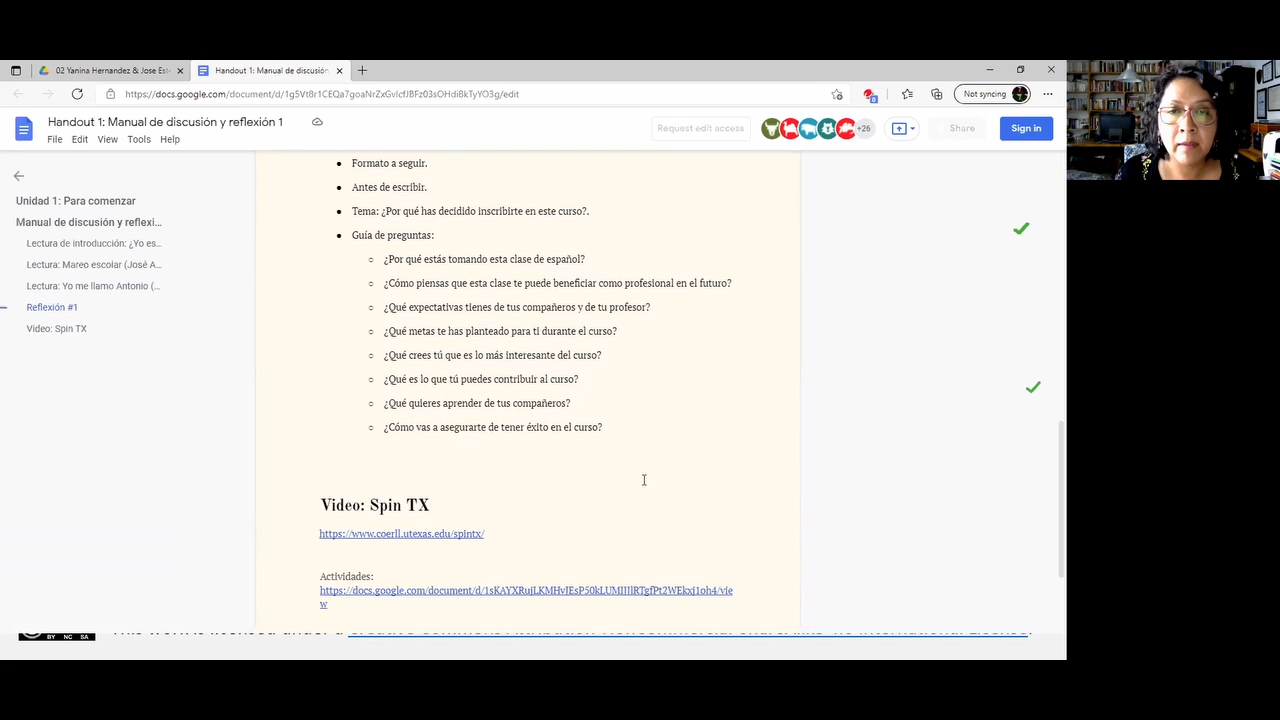 02 Yanina Hernandez & Jose Est
Handout 1: Manual de discusión
https://docs.google.com/document/d/1g5Vt8r1CEQa7goaNrZxGvIcfJBFz03sOHdiBkTyYO3g/edit
Not syncing
Handout 1: Manual de discusión y reflexión 1
File Edit View Tools Help
Request edit access
+26
Share
Sign in
Unidad 1: Para comenzar
Manual de discusión y reflexi...
Lectura de introducción: ¿Yo es...
Lectura: Mareo escolar (José A...
Lectura: Yo me llamo Antonio (...
Reflexión #1
Video: Spin TX
● Formato a seguir.
● Antes de escribir.
● Tema: ¿Por qué has decidido inscribirte en este curso?.
● Guía de preguntas:
○ ¿Por qué estás tomando esta clase de español?
○ ¿Cómo piensas que esta clase te puede beneficiar como profesional en el futuro?
○ ¿Qué expectativas tienes de tus compañeros y de tu profesor?
○ ¿Qué metas te has planteado para ti durante el curso?
○ ¿Qué crees tú que es lo más interesante del curso?
○ ¿Qué es lo que tú puedes contribuir al curso?
○ ¿Qué quieres aprender de tus compañeros?
○ ¿Cómo vas a asegurarte de tener éxito en el curso?
Video: Spin TX
https://www.coerll.utexas.edu/spintx/
Actividades:
https://docs.google.com/document/d/1sKAYXRujLKMHvIEsP50kLUMIIIlRTgfPt2WEkxj1oh4/vie
w
BY NC SA